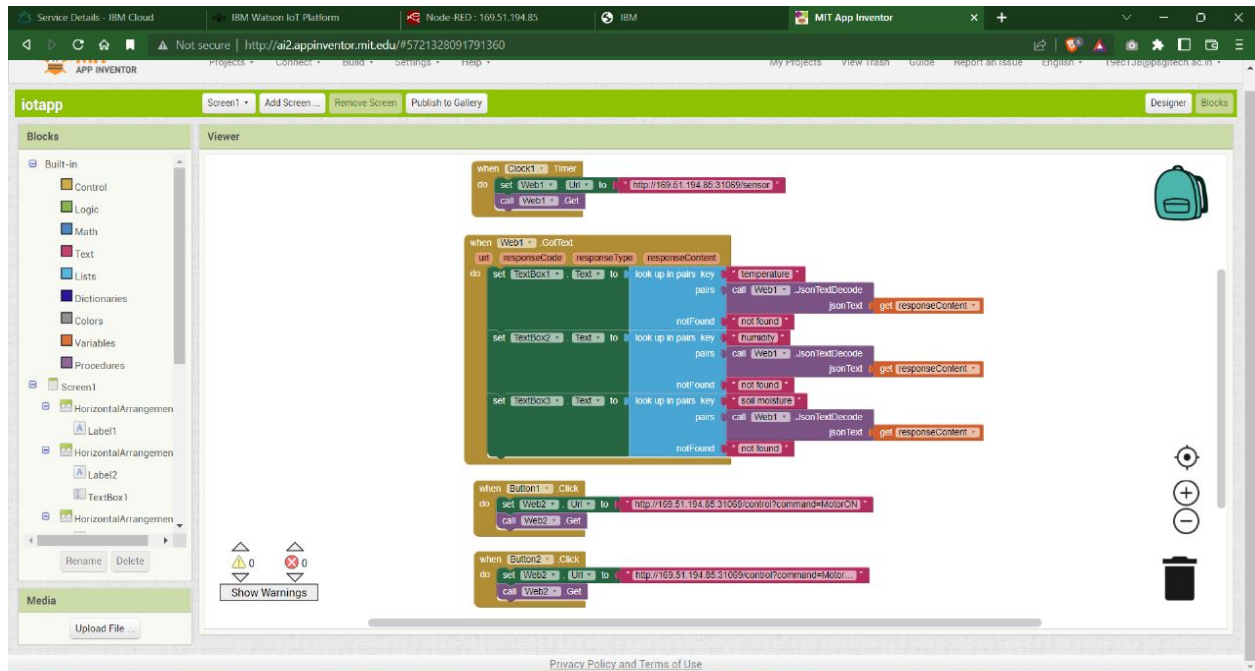 Service Details - IBM Cloud
IBM Watson IoT Platform
Node-RED : 169.51.194.85
IBM
MIT App Inventor
Not secure | http://ai2.appinventor.mit.edu/#5721328091791360
APP INVENTOR
Projects Connect Build Settings Help
My Projects View Trash Guide Report an Issue English 19ec138@psgitech.ac.in
iotapp
Screen1 Add Screen ... Remove Screen Publish to Gallery
Designer Blocks
Blocks
Viewer
Built-in
Control
Logic
Math
Text
Lists
Dictionaries
Colors
Variables
Procedures
Screen1
HorizontalArrangemen
Label1
HorizontalArrangemen
Label2
TextBox1
HorizontalArrangemen
Rename Delete
Media
Upload File ...
when Clock1 .Timer
do set Web1 . Url to " http://169.51.194.85:31069/sensor "
call Web1 .Get
when Web1 .GotText
url responseCode responseType responseContent
do set TextBox1 . Text to look up in pairs key " temperature "
pairs call Web1 .JsonTextDecode
jsonText get responseContent
notFound " not found "
set TextBox2 . Text to look up in pairs key " humidity "
pairs call Web1 .JsonTextDecode
jsonText get responseContent
notFound " not found "
set TextBox3 . Text to look up in pairs key " soil moisture "
pairs call Web1 .JsonTextDecode
jsonText get responseContent
notFound " not found "
when Button1 .Click
do set Web2 . Url to " http://169.51.194.85:31069/control?command=MotorON "
call Web2 .Get
when Button2 .Click
do set Web2 . Url to " http://169.51.194.85:31069/control?command=Motor... "
call Web2 .Get
0 0
Show Warnings
Privacy Policy and Terms of Use